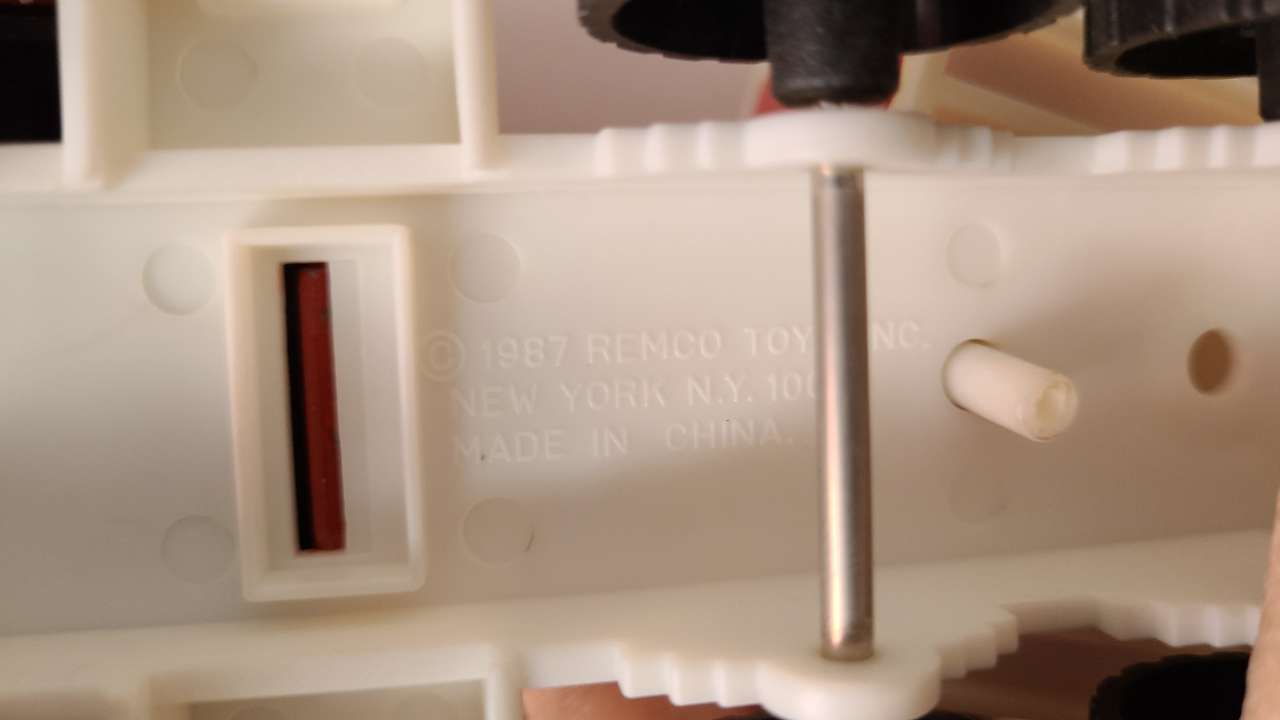 © 1987 REMCO TOY NC.
NEW YORK N.Y. 100
MADE IN CHINA.